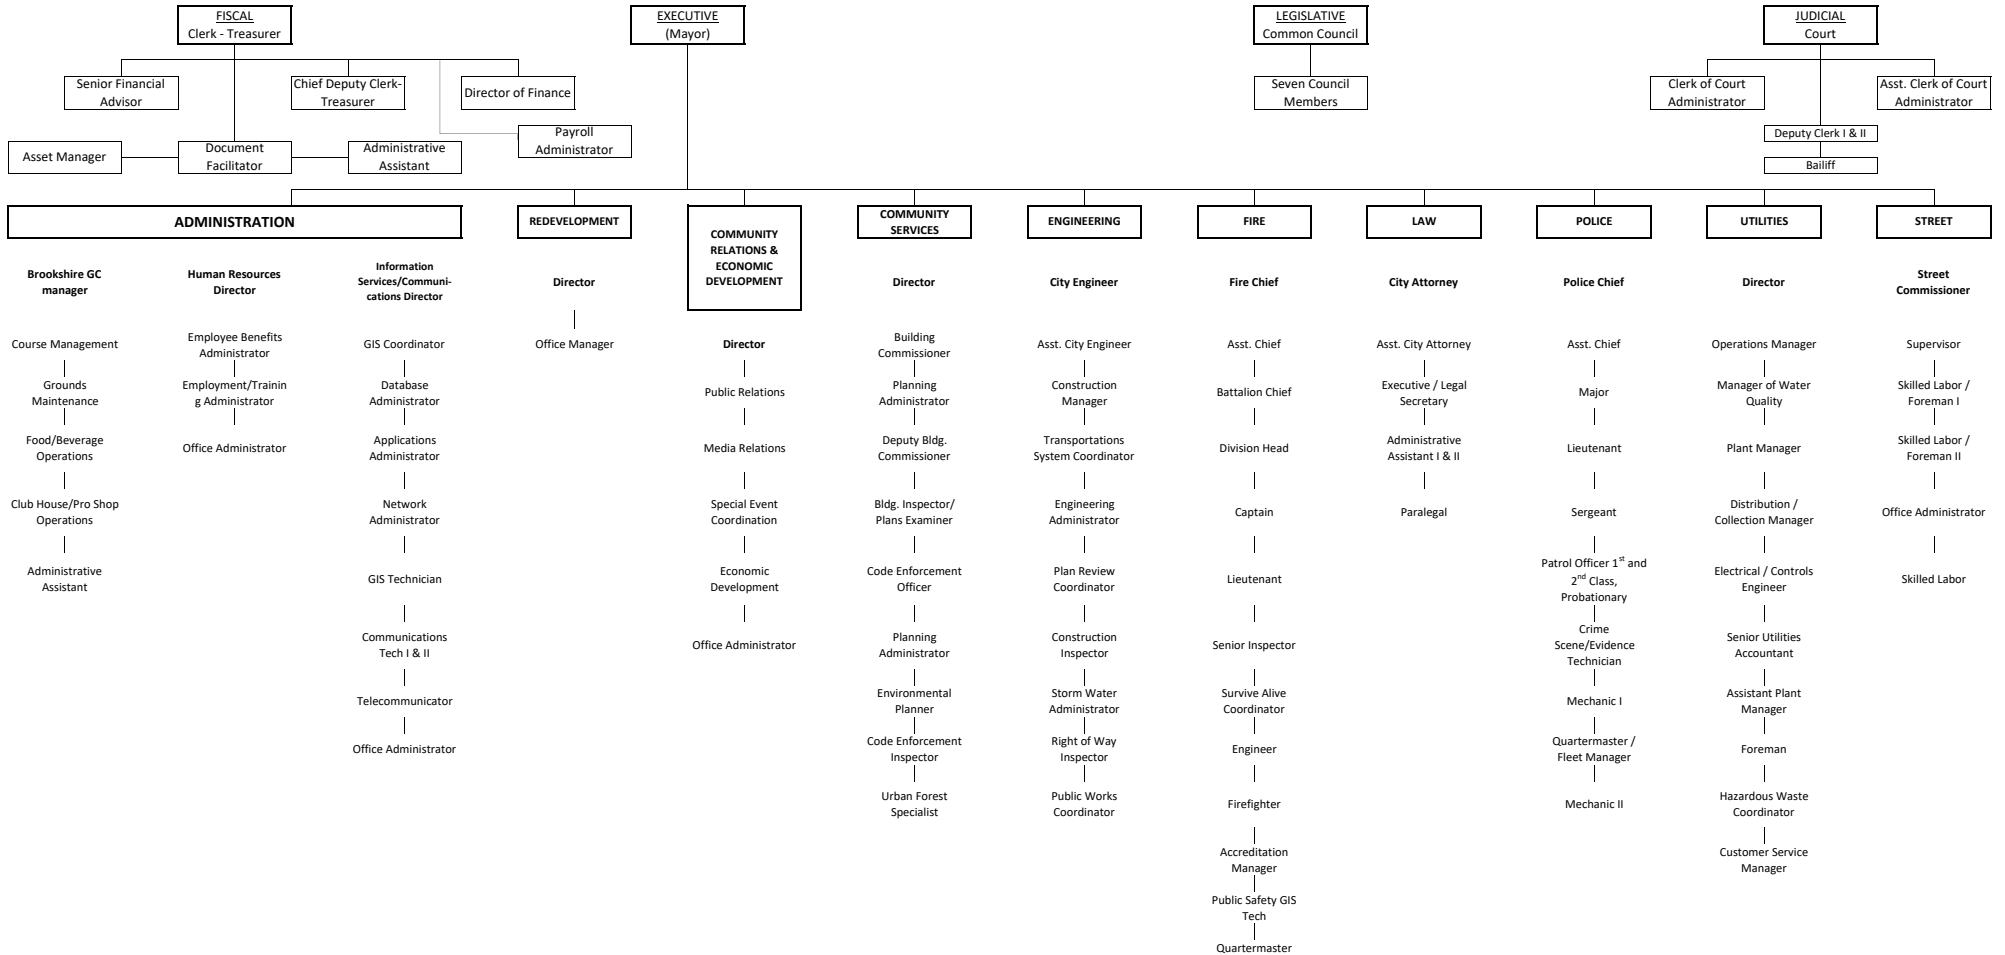 FISCAL
Clerk - Treasurer
EXECUTIVE
(Mayor)
LEGISLATIVE
Common Council
JUDICIAL
Court
Senior Financial
Advisor
Chief Deputy Clerk-
Treasurer
Director of Finance
Seven Council
Members
Clerk of Court
Administrator
Asst. Clerk of Court
Administrator
Payroll
Administrator
Deputy Clerk I & II
Asset Manager
Document
Facilitator
Administrative
Assistant
Bailiff
ADMINISTRATION
Brookshire GC
manager
Course Management
Grounds
Maintenance
Food/Beverage
Operations
Club House/Pro Shop
Operations
Administrative
Assistant
Human Resources
Director
Employee Benefits
Administrator
Employment/Trainin
g Administrator
Office Administrator
Information
Services/Communi-
cations Director
GIS Coordinator
Database
Administrator
Applications
Administrator
Network
Administrator
GIS Technician
Communications
Tech I & II
Telecommunicator
Office Administrator
REDEVELOPMENT
Director
Office Manager
COMMUNITY
RELATIONS &
ECONOMIC
DEVELOPMENT
Director
Public Relations
Media Relations
Special Event
Coordination
Economic
Development
Office Administrator
COMMUNITY
SERVICES
Director
Building
Commissioner
Planning
Administrator
Deputy Bldg.
Commissioner
Bldg. Inspector/
Plans Examiner
Code Enforcement
Officer
Planning
Administrator
Environmental
Planner
Code Enforcement
Inspector
Urban Forest
Specialist
ENGINEERING
City Engineer
Asst. City Engineer
Construction
Manager
Transportations
System Coordinator
Engineering
Administrator
Plan Review
Coordinator
Construction
Inspector
Storm Water
Administrator
Right of Way
Inspector
Public Works
Coordinator
FIRE
Fire Chief
Asst. Chief
Battalion Chief
Division Head
Captain
Lieutenant
Senior Inspector
Survive Alive
Coordinator
Engineer
Firefighter
Accreditation
Manager
Public Safety GIS
Tech
Quartermaster
LAW
City Attorney
Asst. City Attorney
Executive / Legal
Secretary
Administrative
Assistant I & II
Paralegal
POLICE
Police Chief
Asst. Chief
Major
Lieutenant
Sergeant
Patrol Officer 1st and
2nd Class,
Probationary
Crime
Scene/Evidence
Technician
Mechanic I
Quartermaster /
Fleet Manager
Mechanic II
UTILITIES
Director
Operations Manager
Manager of Water
Quality
Plant Manager
Distribution /
Collection Manager
Electrical / Controls
Engineer
Senior Utilities
Accountant
Assistant Plant
Manager
Foreman
Hazardous Waste
Coordinator
Customer Service
Manager
STREET
Street
Commissioner
Supervisor
Skilled Labor /
Foreman I
Skilled Labor /
Foreman II
Office Administrator
Skilled Labor